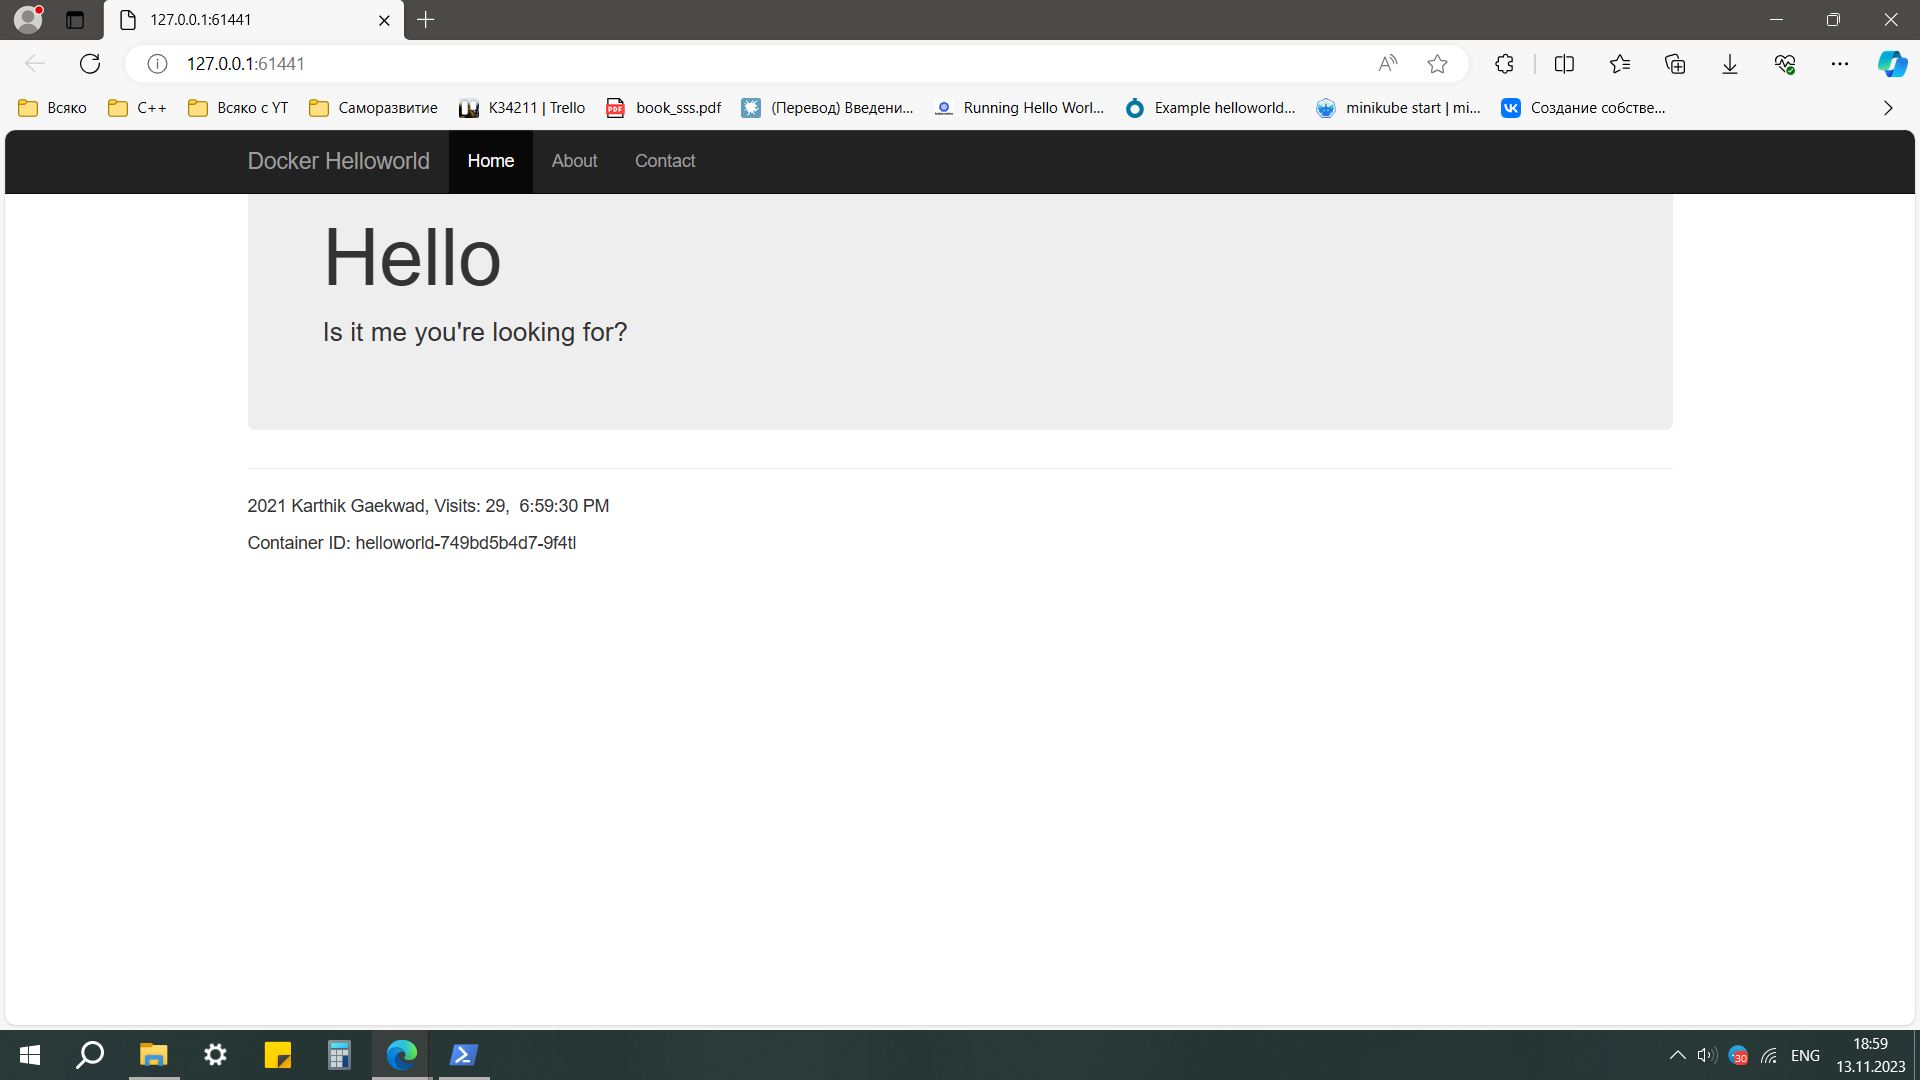 127.0.0.1:61441
127.0.0.1:61441
Всяко C++ Всяко с YT Саморазвитие K34211 | Trello PDF book_sss.pdf (Перевод) Введени... Running Hello Worl... Example helloworld... minikube start | mi... Создание собстве...
Docker Helloworld Home About Contact
Hello
Is it me you're looking for?
2021 Karthik Gaekwad, Visits: 29, 6:59:30 PM
Container ID: helloworld-749bd5b4d7-9f4tl
30 ENG 18:59
13.11.2023